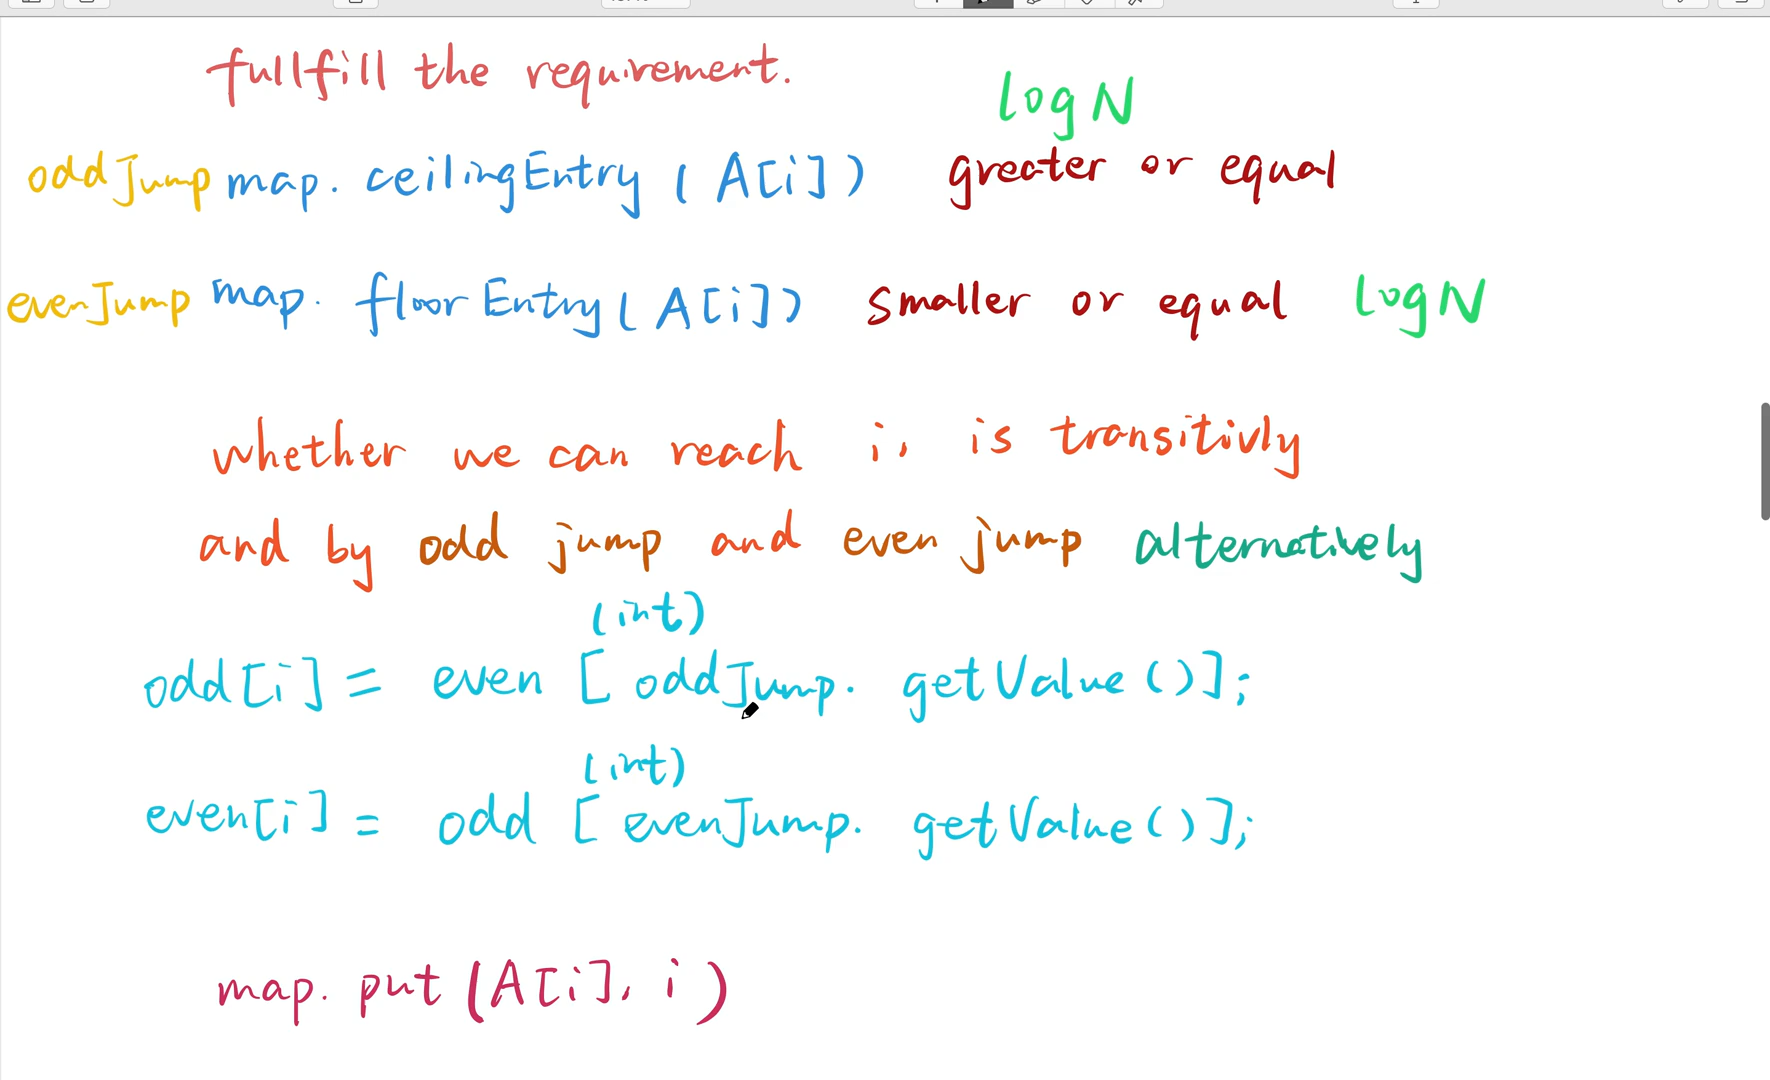 fullfill the requirement.
logN
oddJump map. ceilingEntry (A[i]) greater or equal
evenJump map. floorEntry(A[i]) smaller or equal logN
whether we can reach i, is transitivly
and by odd jump and even jump alternatively
(int)
odd[i] = even [oddJump. getValue()];
(int)
even[i] = odd [evenJump. getValue()];
map. put (A[i], i)